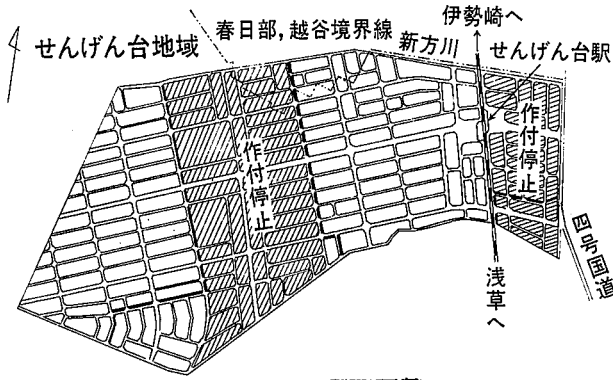 せんげん台地域
春日部,越谷境界線
新方川
伊勢崎へ
せんげん台駅
作付停止
作付停止
四号国道
浅草へ